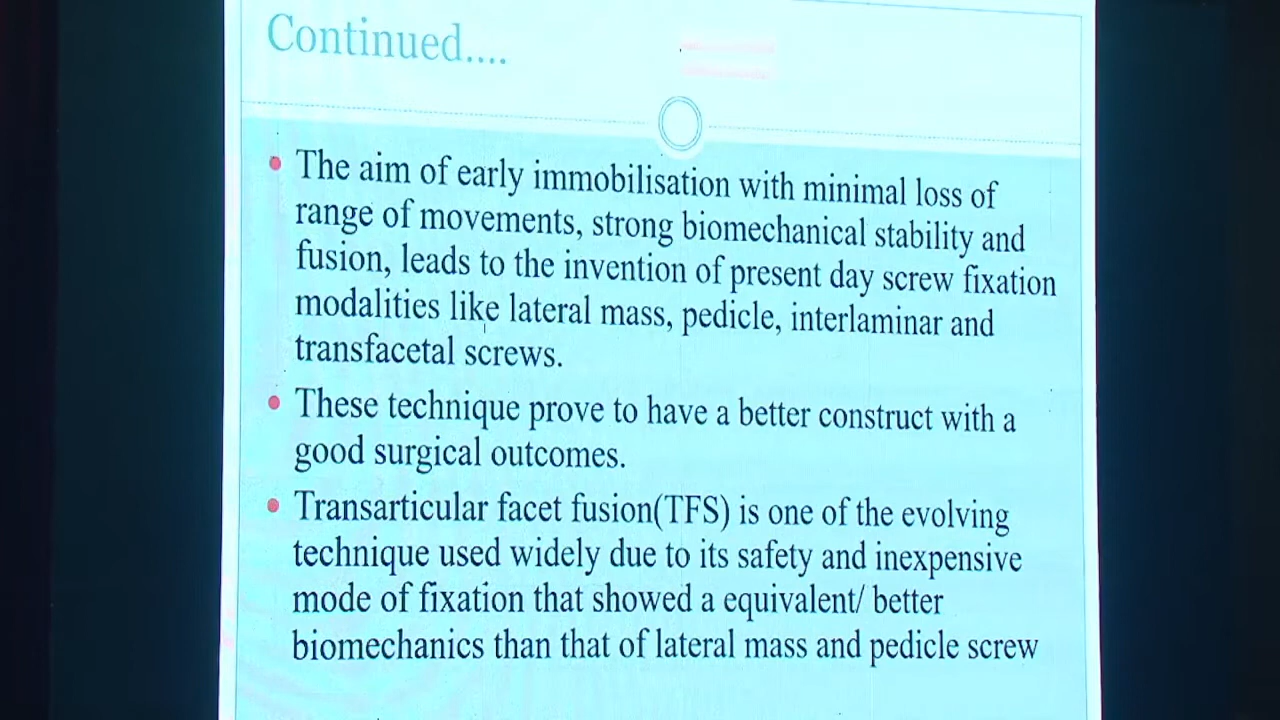 Continued....
The aim of early immobilisation with minimal loss of
range of movements, strong biomechanical stability and
fusion, leads to the invention of present day screw fixation
modalities like lateral mass, pedicle, interlaminar and
transfacetal screws.
These technique prove to have a better construct with a
good surgical outcomes.
Transarticular facet fusion(TFS) is one of the evolving
technique used widely due to its safety and inexpensive
mode of fixation that showed a equivalent/ better
biomechanics than that of lateral mass and pedicle screw